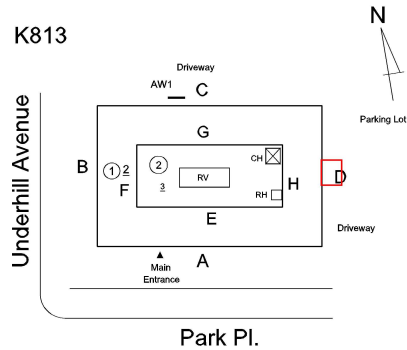 N
K813
Driveway
AW1
C
Parking Lot
Underhill Avenue
G
B
1
2
2
CH
D
F
3
RV
H
RH
E
Driveway
A
Main
Entrance
Park Pl.